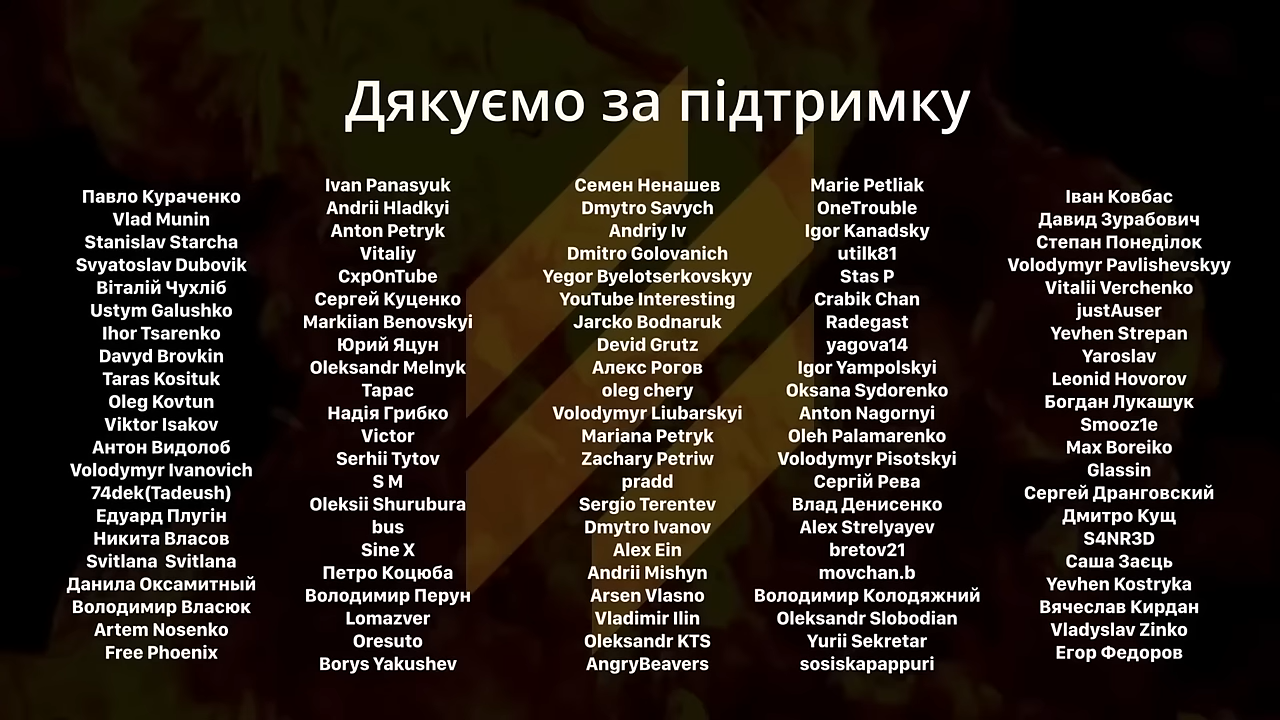 Дякуємо за підтримку
Павло Кураченко
Vlad Munin
Stanislav Starcha
Svyatoslav Dubovik
Віталій Чухліб
Ustym Galushko
Ihor Tsarenko
Davyd Brovkin
Taras Kosituk
Oleg Kovtun
Viktor Isakov
Антон Видолоб
Volodymyr Ivanovich
74dek(Tadeush)
Едуард Плугін
Никита Власов
Svitlana  Svitlana
Данила Оксамитный
Володимир Власюк
Artem Nosenko
Free Phoenix
Ivan Panasyuk
Andrii Hladkyi
Anton Petryk
Vitaliy
CxpOnTube
Сергей Куценко
Markiian Benovskyi
Юрий Яцун
Oleksandr Melnyk
Тарас
Надія Грибко
Victor
Serhii Tytov
S M
Oleksii Shurubura
bus
Sine X
Петро Коцюба
Володимир Перун
Lomazver
Oresuto
Borys Yakushev
Семен Ненашев
Dmytro Savych
Andriy Iv
Dmitro Golovanich
Yegor Byelotserkovskyy
YouTube Interesting
Jarcko Bodnaruk
Devid Grutz
Алекс Рогов
oleg chery
Volodymyr Liubarskyi
Mariana Petryk
Zachary Petriw
pradd
Sergio Terentev
Dmytro Ivanov
Alex Ein
Andrii Mishyn
Arsen Vlasno
Vladimir Ilin
Oleksandr KTS
AngryBeavers
Marie Petliak
OneTrouble
Igor Kanadsky
utilk81
Stas P
Crabik Chan
Radegast
yagova14
Igor Yampolskyi
Oksana Sydorenko
Anton Nagornyi
Oleh Palamarenko
Volodymyr Pisotskyi
Сергій Рева
Влад Денисенко
Alex Strelyayev
bretov21
movchan.b
Володимир Колодяжний
Oleksandr Slobodian
Yurii Sekretar
sosiskapappuri
Іван Ковбас
Давид Зурабович
Степан Понеділок
Volodymyr Pavlishevskyy
Vitalii Verchenko
justAuser
Yevhen Strepan
Yaroslav
Leonid Hovorov
Богдан Лукашук
Smooz1e
Max Boreiko
Glassin
Сергей Дранговский
Дмитро Кущ
S4NR3D
Саша Заєць
Yevhen Kostryka
Вячеслав Кирдан
Vladyslav Zinko
Егор Федоров